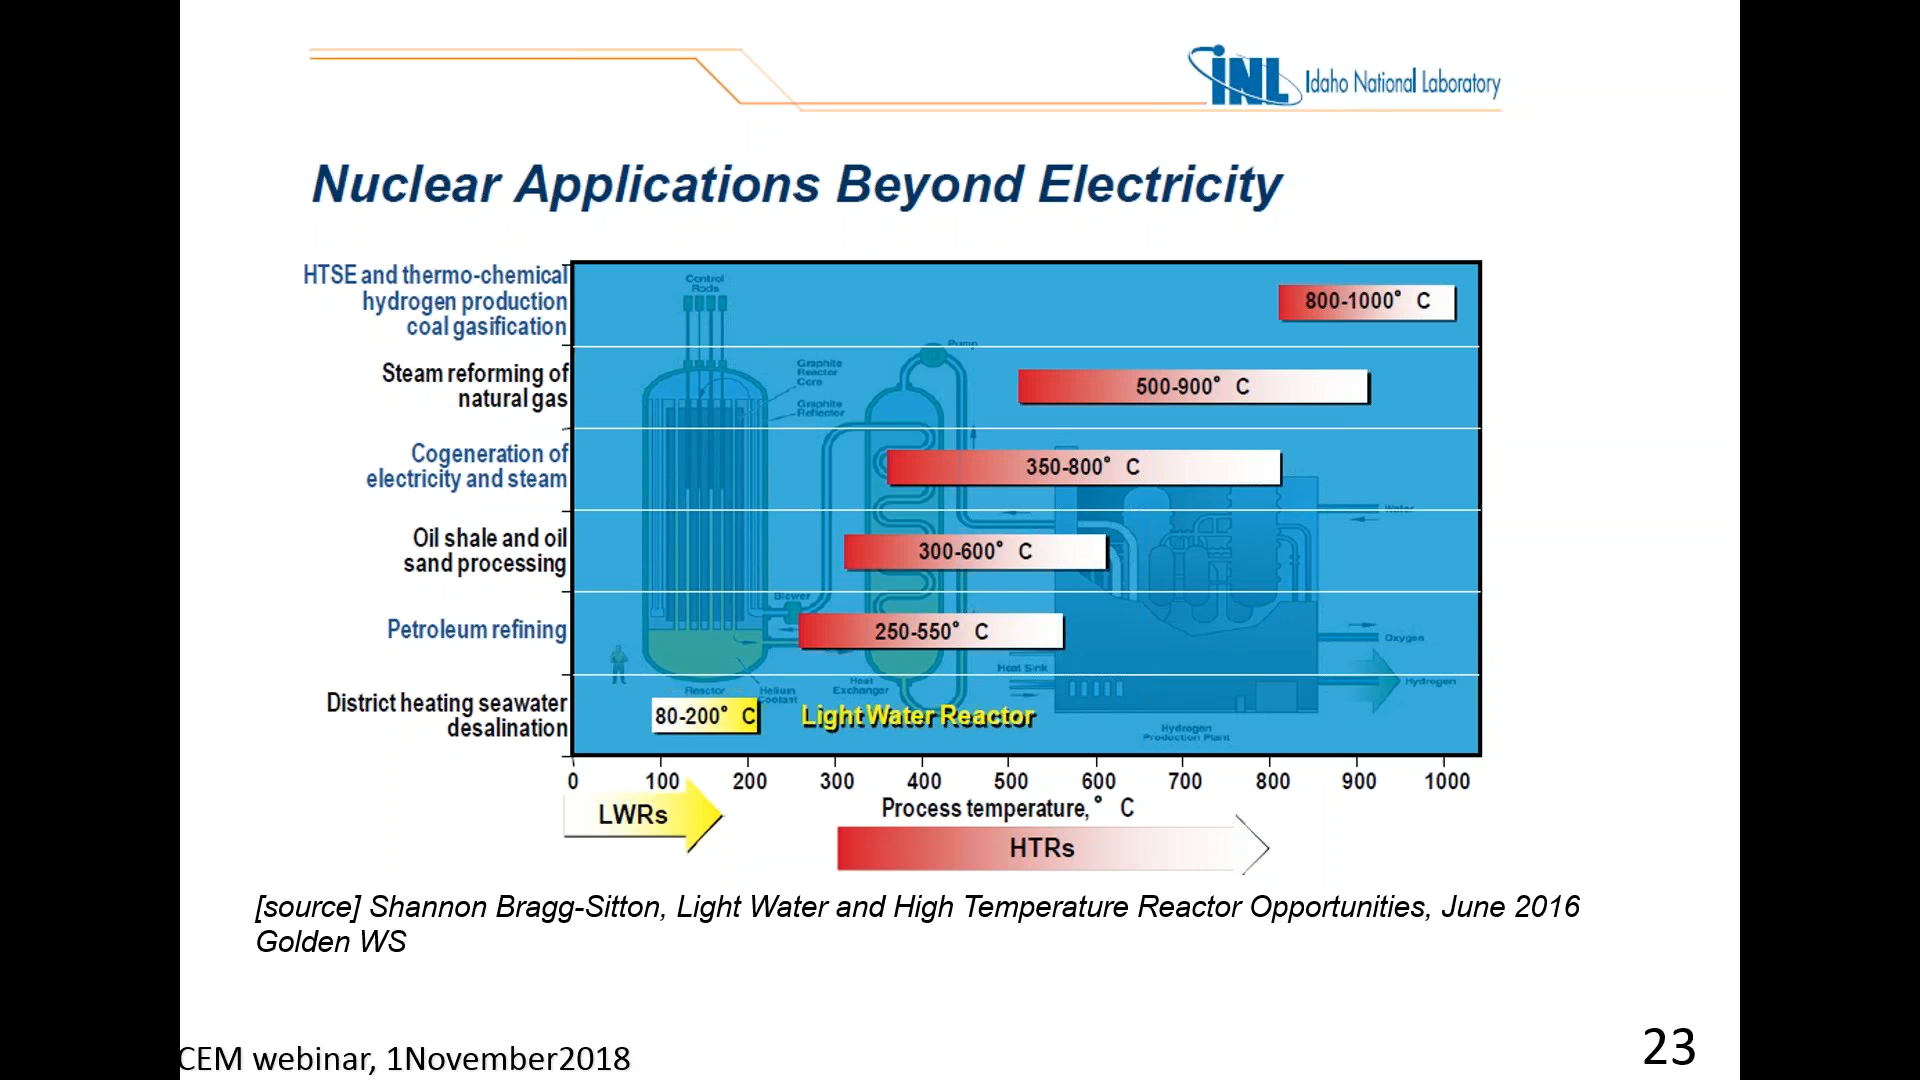 iNL Idaho National Laboratory
Nuclear Applications Beyond Electricity
HTSE and thermo-chemical
hydrogen production
coal gasification
800-1000° C
Steam reforming of
natural gas
500-900° C
Cogeneration of
electricity and steam
350-800° C
Oil shale and oil
sand processing
300-600° C
Petroleum refining
250-550° C
District heating seawater
desalination
80-200° C
Light Water Reactor
Control
Rods
Pump
Graphite
Reactor
Core
Graphite
Reflector
Blower
Water
Oxygen
Hydrogen
Heat Sink
Reactor
Helium
Coolant
Heat
Exchanger
Hydrogen
Production Plant
0 100 200 300 400 500 600 700 800 900 1000
Process temperature, ° C
LWRs
HTRs
[source] Shannon Bragg-Sitton, Light Water and High Temperature Reactor Opportunities, June 2016
Golden WS
CEM webinar, 1November2018
23